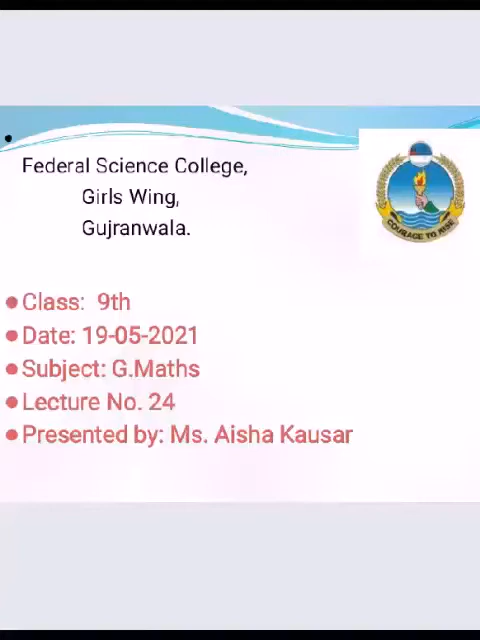 Federal Science College,
Girls Wing,
Gujranwala.
COURAGE TO RISE
Class: 9th
Date: 19-05-2021
Subject: G.Maths
Lecture No. 24
Presented by: Ms. Aisha Kausar